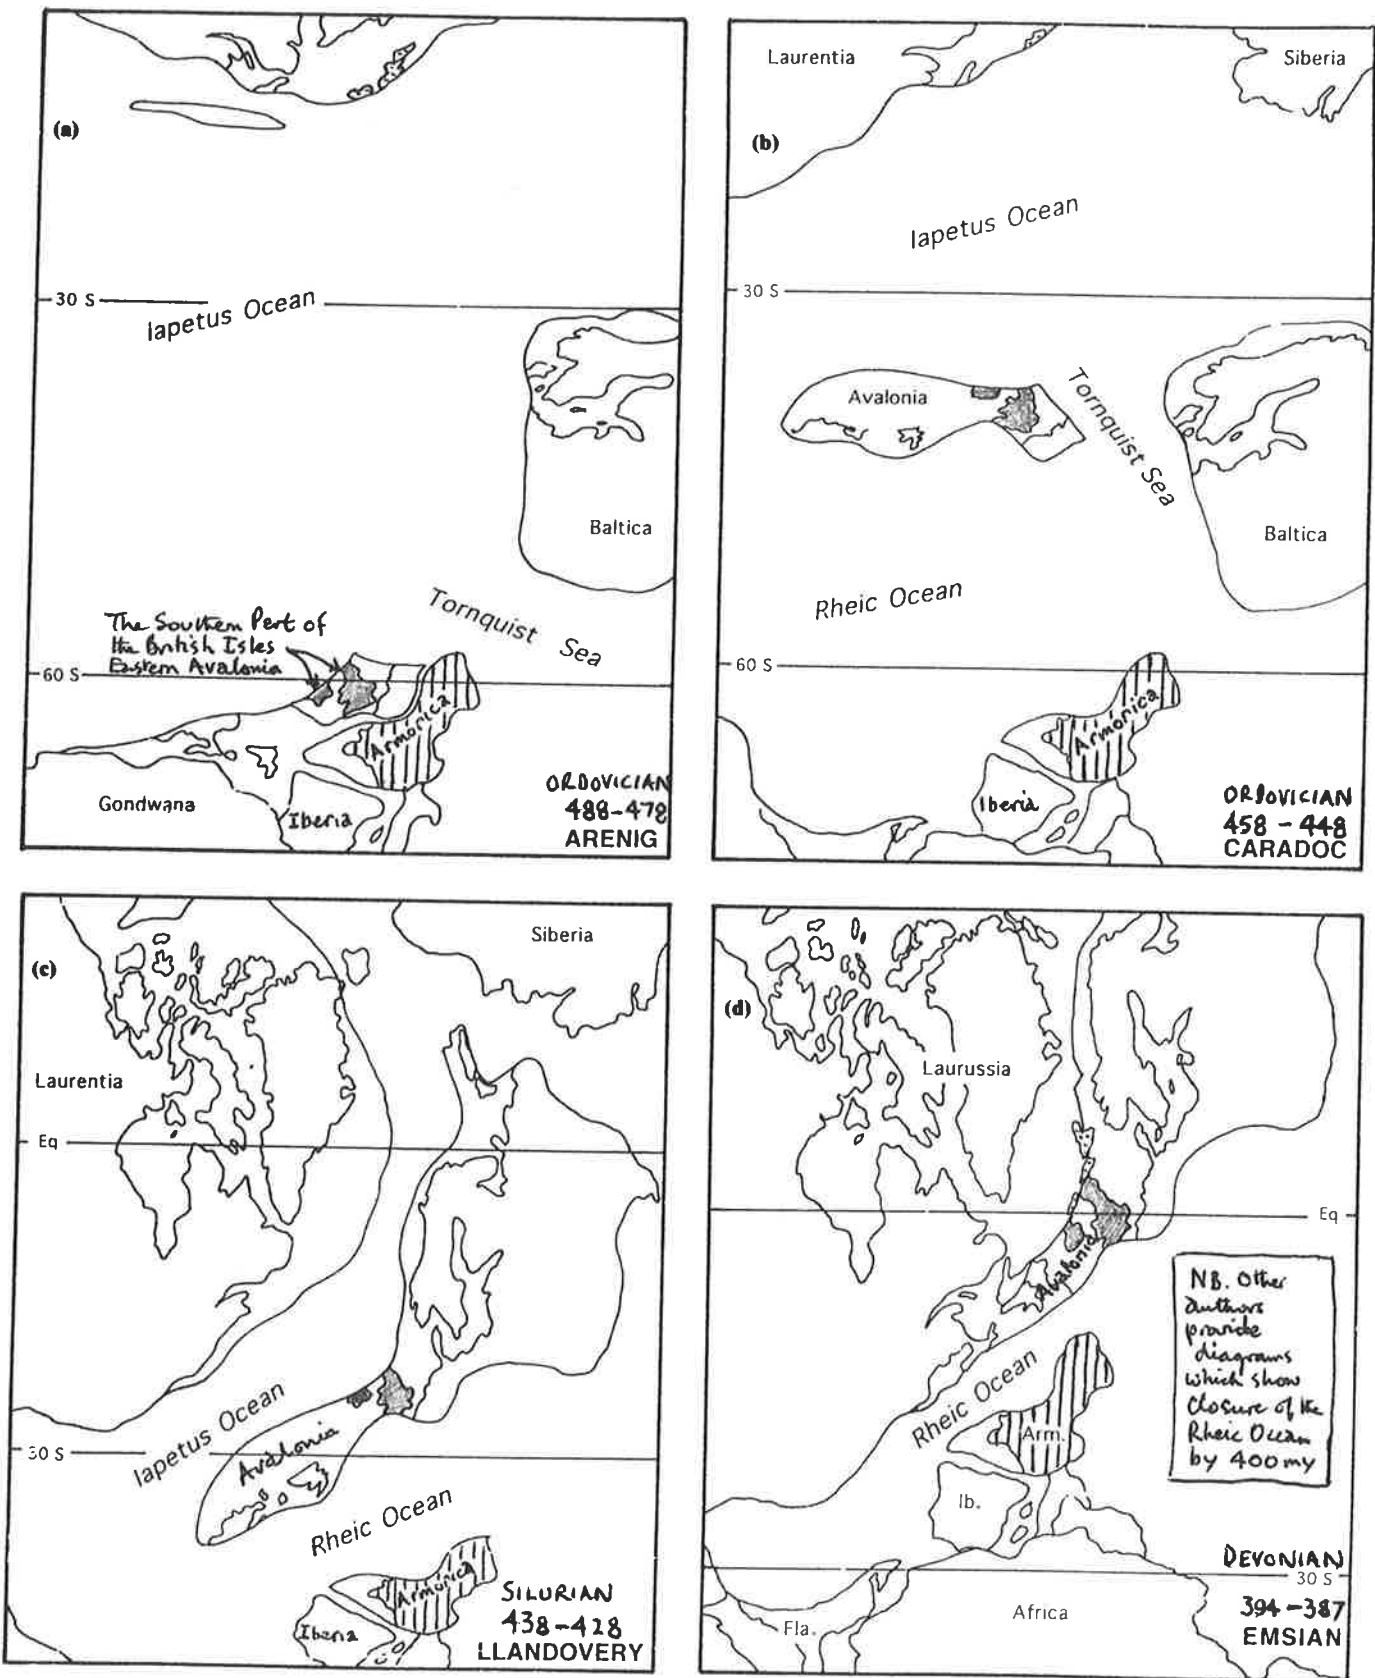 (a)
30 S
Iapetus Ocean
Baltica
Tornquist Sea
The Southern Part of
the British Isles
Eastern Avalonia
60 S
Armorica
Gondwana
Iberia
ORDOVICIAN
488-478
ARENIG
Laurentia
Siberia
(b)
Iapetus Ocean
30 S
Avalonia
Tornquist Sea
Baltica
Rheic Ocean
60 S
Armorica
Iberia
ORDOVICIAN
458 - 448
CARADOC
Siberia
(c)
Laurentia
Eq
Iapetus Ocean
Avalonia
30 S
Rheic Ocean
Armorica
Iberia
SILURIAN
438-428
LLANDOVERY
(d)
Laurussia
Eq
Avalonia
NB. Other
authors
provide
diagrams
which show
closure of the
Rheic Ocean
by 400 my
Rheic Ocean
Arm.
Ib.
DEVONIAN
30 S
394-387
EMSIAN
Africa
Fla.